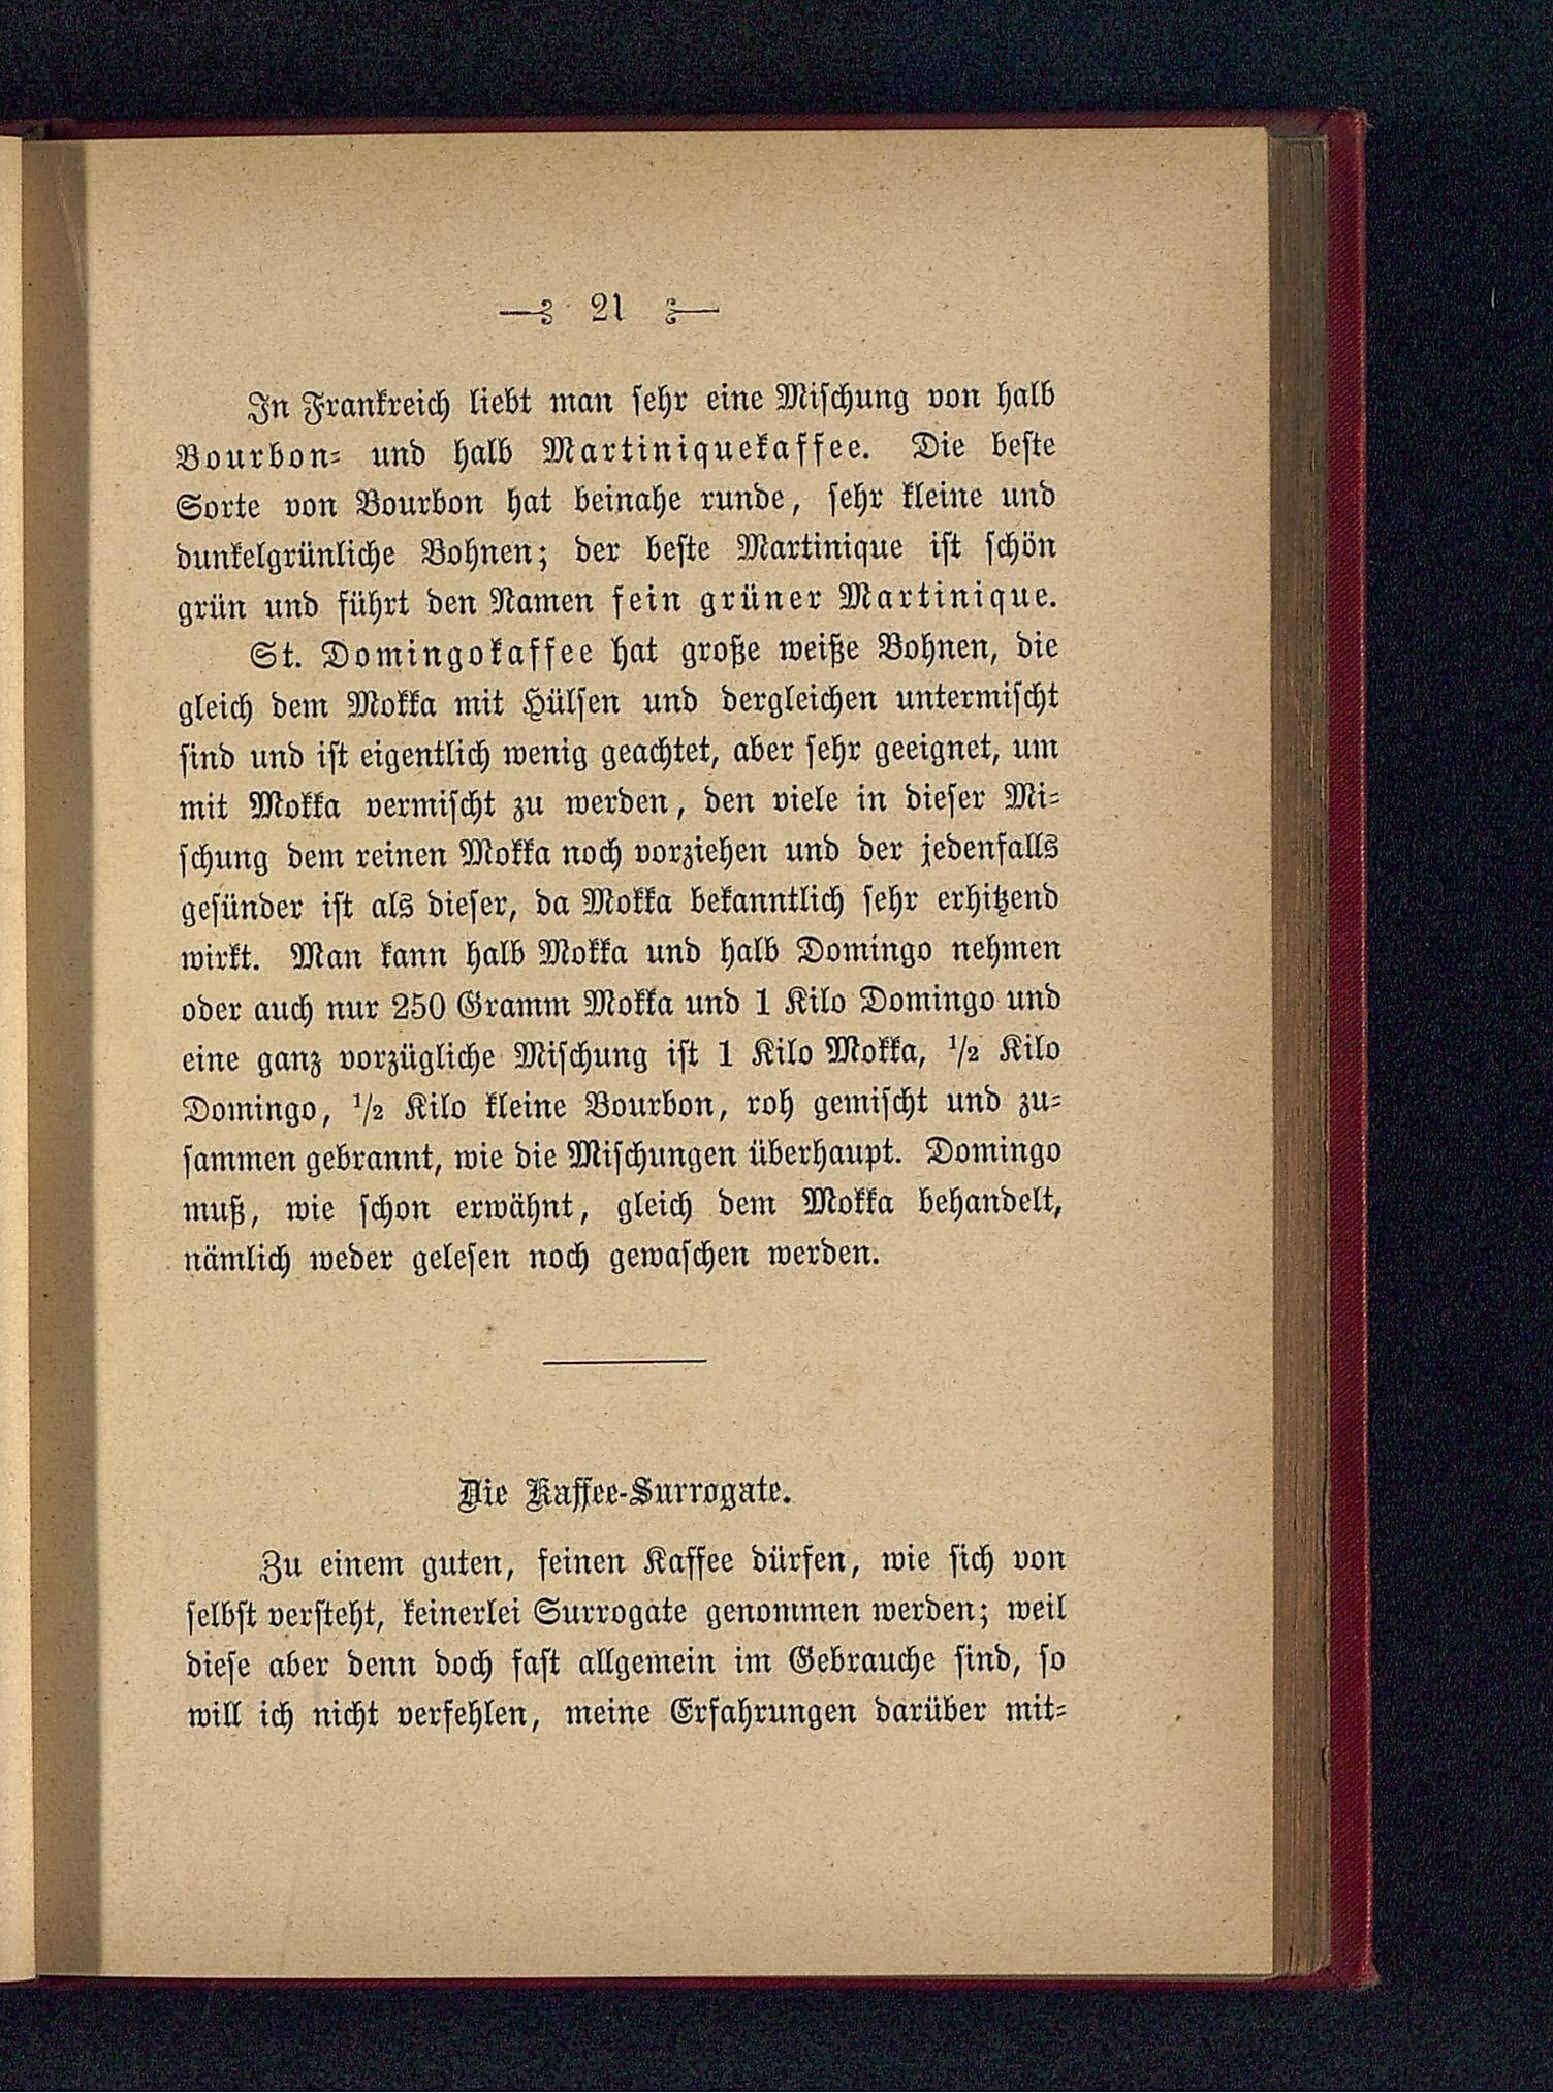 21
In Frankreich liebt man sehr eine Mischung von halb
Bourbon- und halb Martiniquekaffee. Die beste
Sorte von Bourbon hat beinahe runde, sehr kleine und
dunkelgrünliche Bohnen; der beste Martinique ist schön
grün und führt den Namen fein grüner Martinique.
St. Domingokaffee hat große weiße Bohnen, die
gleich dem Mokka mit Hülsen und dergleichen untermischt
sind und ist eigentlich wenig geachtet, aber sehr geeignet, um
mit Mokka vermischt zu werden, den viele in dieser Mi-
schung dem reinen Mokka noch vorziehen und der jedenfalls
gesünder ist als dieser, da Mokka bekanntlich sehr erhitzend
wirkt. Man kann halb Mokka und halb Domingo nehmen
oder auch nur 250 Gramm Mokka und 1 Kilo Domingo und
eine ganz vorzügliche Mischung ist 1 Kilo Mokka, 1/2 Kilo
Domingo, 1/2 Kilo kleine Bourbon, roh gemischt und zu-
sammen gebrannt, wie die Mischungen überhaupt. Domingo
muß, wie schon erwähnt, gleich dem Mokka behandelt,
nämlich weder gelesen noch gewaschen werden.
Die Kaffee-Surrogate.
Zu einem guten, feinen Kaffee dürfen, wie sich von
selbst versteht, keinerlei Surrogate genommen werden; weil
diese aber denn doch fast allgemein im Gebrauche sind, so
will ich nicht verfehlen, meine Erfahrungen darüber mit-